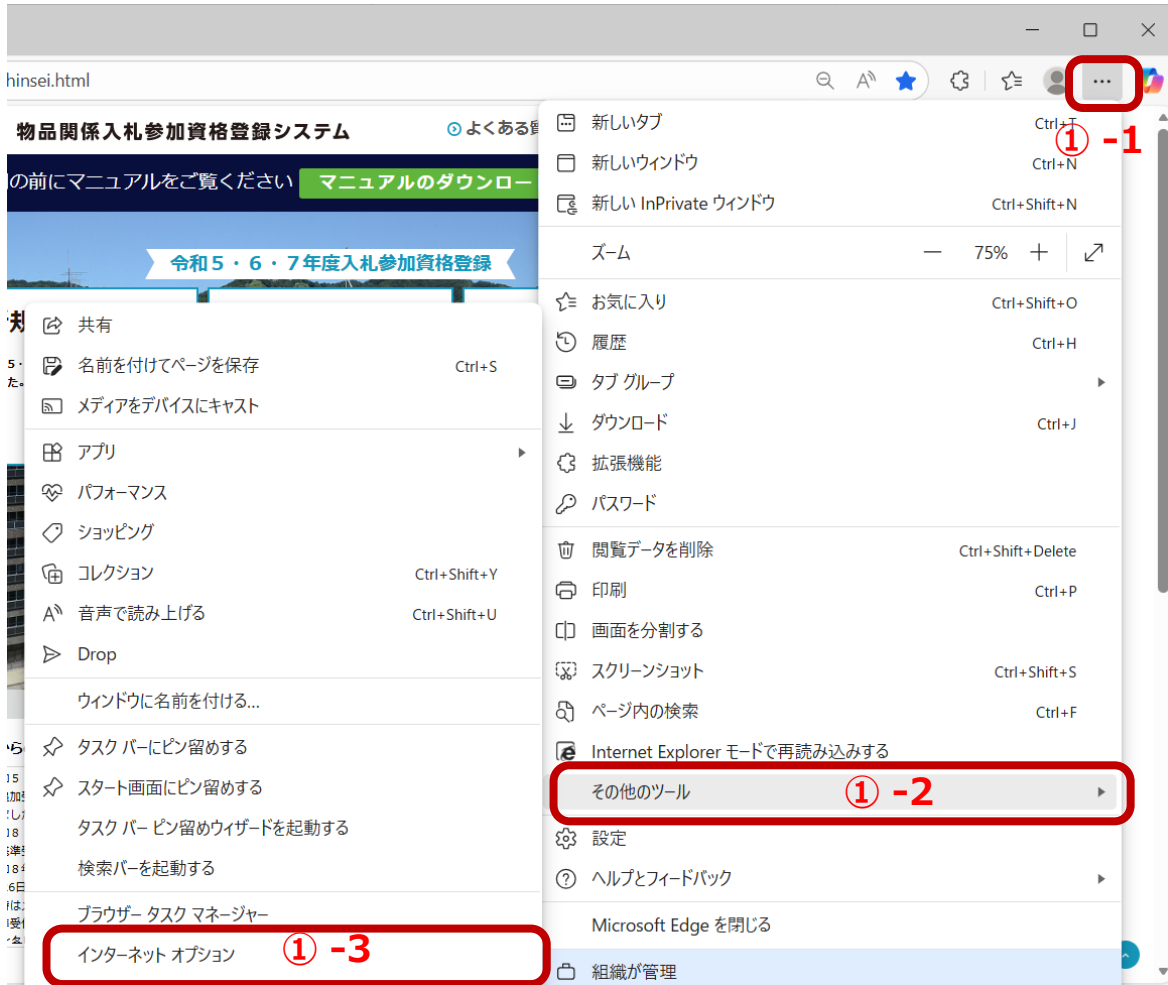 hinsei.html
物品関係入札参加資格登録システム
よくある質
の前にマニュアルをご覧ください
マニュアルのダウンロー
令和5・6・7年度入札参加資格登録
新しいタブ Ctrl+T
① -1
新しいウィンドウ Ctrl+N
新しい InPrivate ウィンドウ Ctrl+Shift+N
ズーム — 75% +
お気に入り Ctrl+Shift+O
履歴 Ctrl+H
タブ グループ
ダウンロード Ctrl+J
拡張機能
パスワード
閲覧データを削除 Ctrl+Shift+Delete
印刷 Ctrl+P
画面を分割する
スクリーンショット Ctrl+Shift+S
ページ内の検索 Ctrl+F
Internet Explorer モードで再読み込みする
その他のツール
① -2
設定
ヘルプとフィードバック
Microsoft Edge を閉じる
組織が管理
共有
名前を付けてページを保存 Ctrl+S
メディアをデバイスにキャスト
アプリ
パフォーマンス
ショッピング
コレクション Ctrl+Shift+Y
音声で読み上げる Ctrl+Shift+U
Drop
ウィンドウに名前を付ける...
タスク バーにピン留めする
スタート画面にピン留めする
タスク バー ピン留めウィザードを起動する
検索バーを起動する
ブラウザー タスク マネージャー
インターネット オプション
① -3